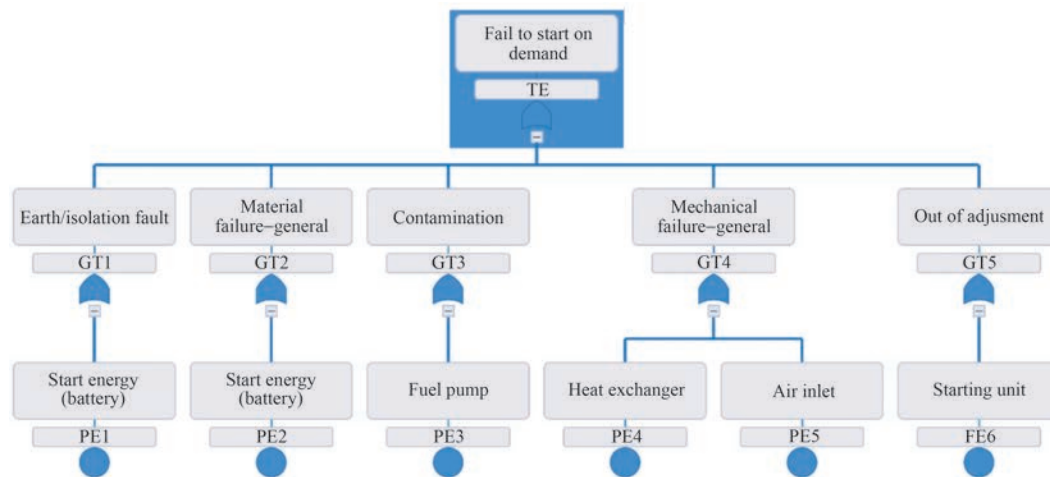 Fail to start on
demand
TE
Earth/isolation fault
Material
failure–general
Contamination
Mechanical
failure–general
Out of adjusment
GT1
GT2
GT3
GT4
GT5
Start energy
(battery)
Start energy
(battery)
Fuel pump
Heat exchanger
Air inlet
Starting unit
PE1
PE2
PE3
PE4
PE5
FE6